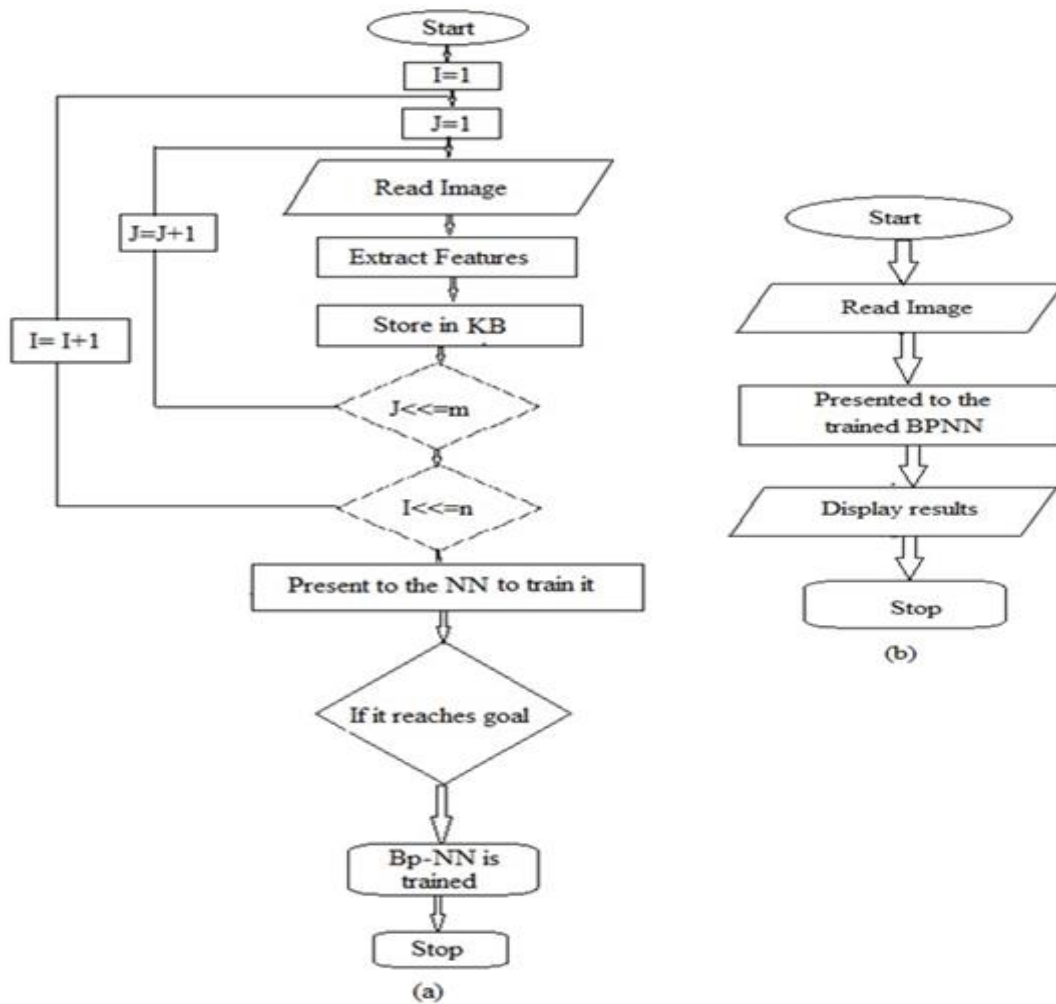 Start
I=1
J=1
Read Image
J=J+1
Extract Features
Store in KB
I= I+1
J<<=m
I<<=n
Present to the NN to train it
If it reaches goal
Bp-NN is
trained
Stop
(a)
Start
Read Image
Presented to the
trained BPNN
Display results
Stop
(b)